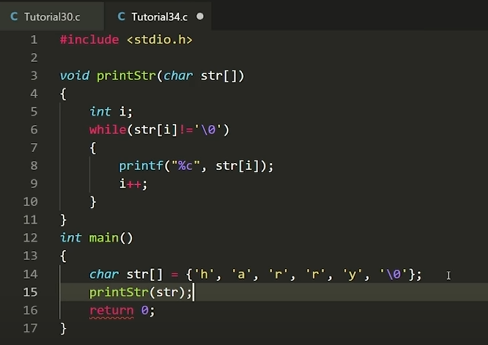 Tutorial30.c Tutorial34.c
1 #include <stdio.h>
2
3 void printStr(char str[])
4 {
5 int i;
6 while(str[i]!='\0')
7 {
8 printf("%c", str[i]);
9 i++;
10 }
11 }
12 int main()
13 {
14 char str[] = {'h', 'a', 'r', 'r', 'y', '\0'};
15 printStr(str);
16 return 0;
17 }